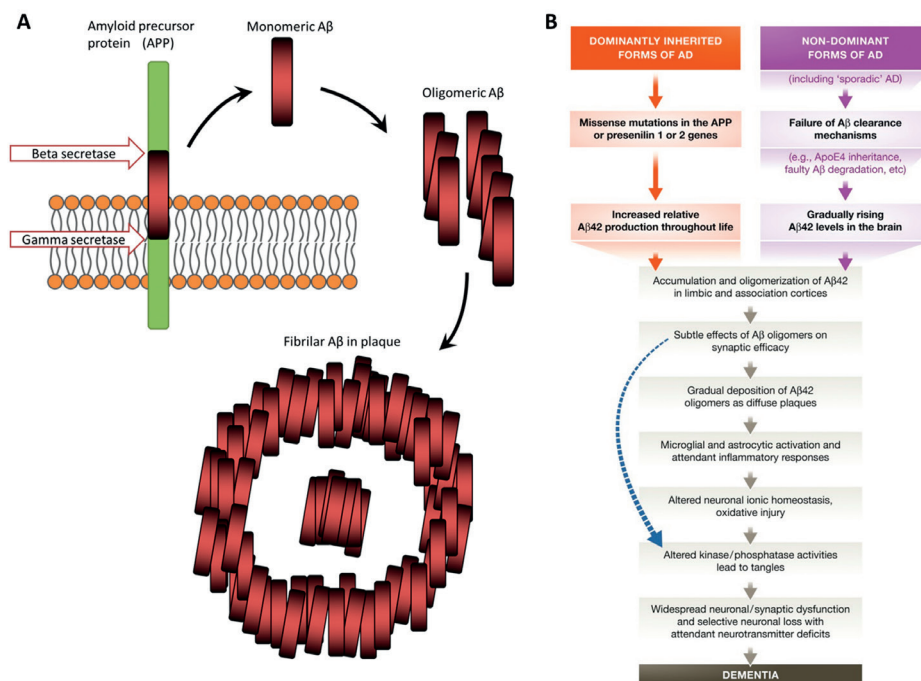 A
Amyloid precursor
protein (APP)
Monomeric Aβ
Oligomeric Aβ
Beta secretase
Gamma secretase
Fibrilar Aβ in plaque
B
DOMINANTLY INHERITED
FORMS OF AD
NON-DOMINANT
FORMS OF AD
(including ‘sporadic’ AD)
Missense mutations in the APP
or presenilin 1 or 2 genes
Failure of Aβ clearance
mechanisms
(e.g., ApoE4 inheritance,
faulty Aβ degradation, etc)
Increased relative
Aβ42 production throughout life
Gradually rising
Aβ42 levels in the brain
Accumulation and oligomerization of Aβ42
in limbic and association cortices
Subtle effects of Aβ oligomers on
synaptic efficacy
Gradual deposition of Aβ42
oligomers as diffuse plaques
Microglial and astrocytic activation and
attendant inflammatory responses
Altered neuronal ionic homeostasis,
oxidative injury
Altered kinase/phosphatase activities
lead to tangles
Widespread neuronal/synaptic dysfunction
and selective neuronal loss with
attendant neurotransmitter deficits
DEMENTIA